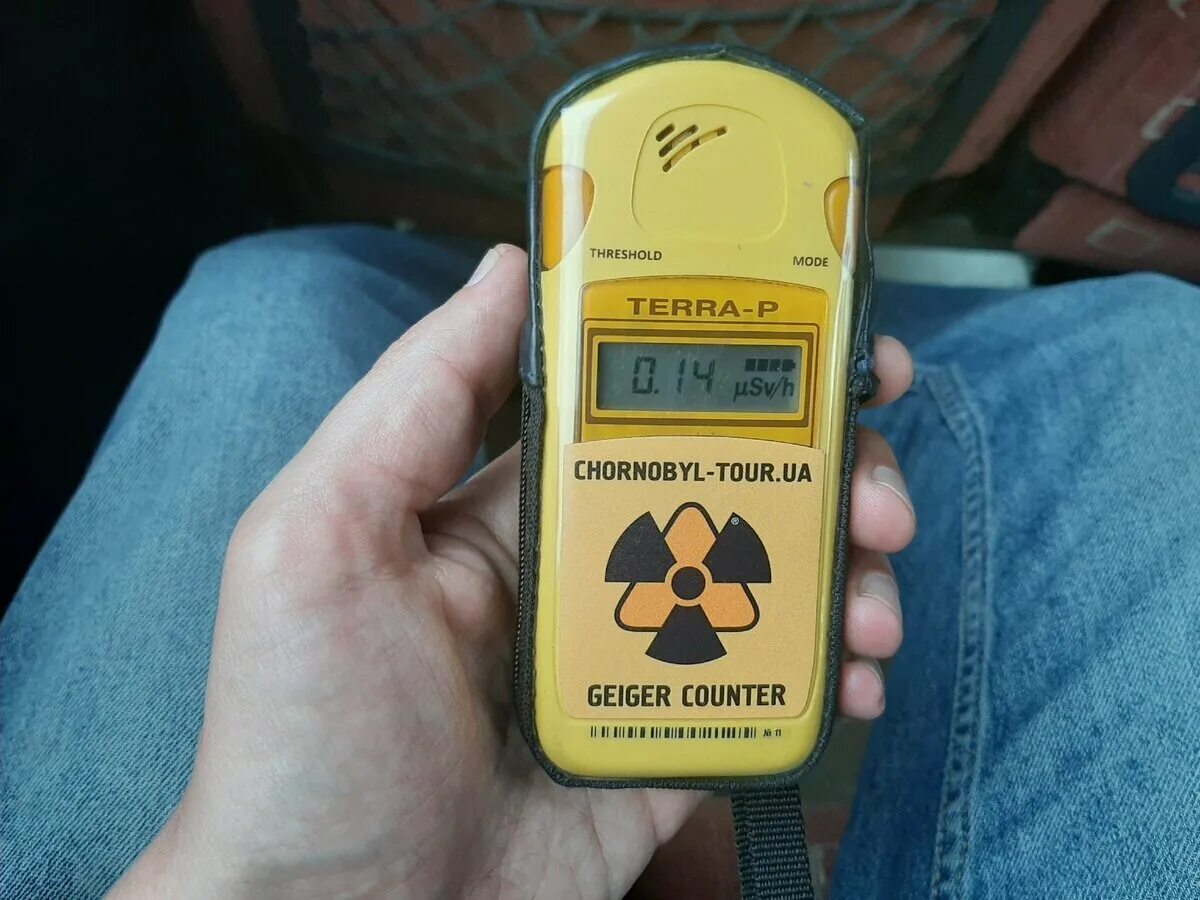 THRESHOLD
MODE
TERRA-P
0.14 µSv/h
CHORNOBYL-TOUR.UA
®
GEIGER COUNTER
№ 11